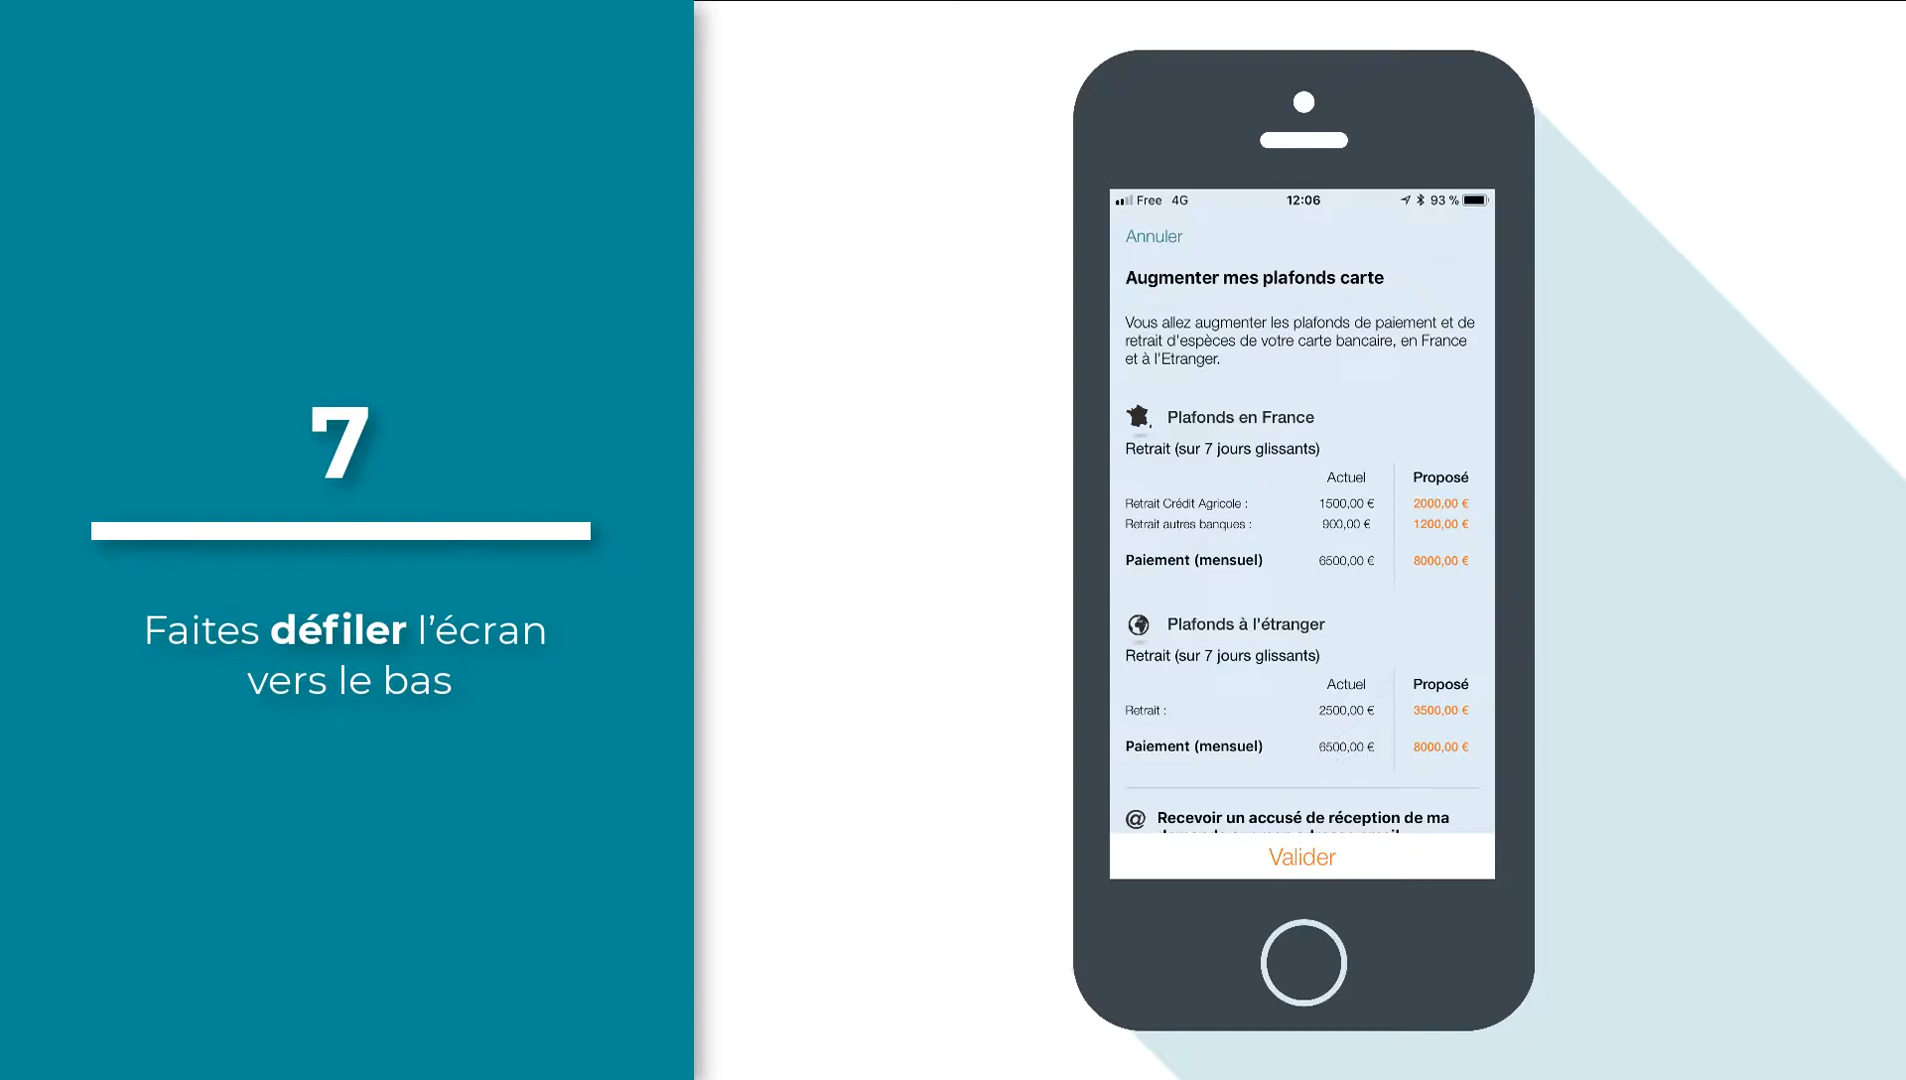 7
Faites défiler l'écran
vers le bas
Free 4G 12:06 93 %
Annuler
Augmenter mes plafonds carte
Vous allez augmenter les plafonds de paiement et de
retrait d'espèces de votre carte bancaire, en France
et à l'Etranger.
Plafonds en France
Retrait (sur 7 jours glissants)
Actuel Proposé
Retrait Crédit Agricole : 1500,00 € 2000,00 €
Retrait autres banques : 900,00 € 1200,00 €
Paiement (mensuel) 6500,00 € 8000,00 €
Plafonds à l'étranger
Retrait (sur 7 jours glissants)
Actuel Proposé
Retrait : 2500,00 € 3500,00 €
Paiement (mensuel) 6500,00 € 8000,00 €
@ Recevoir un accusé de réception de ma
Valider